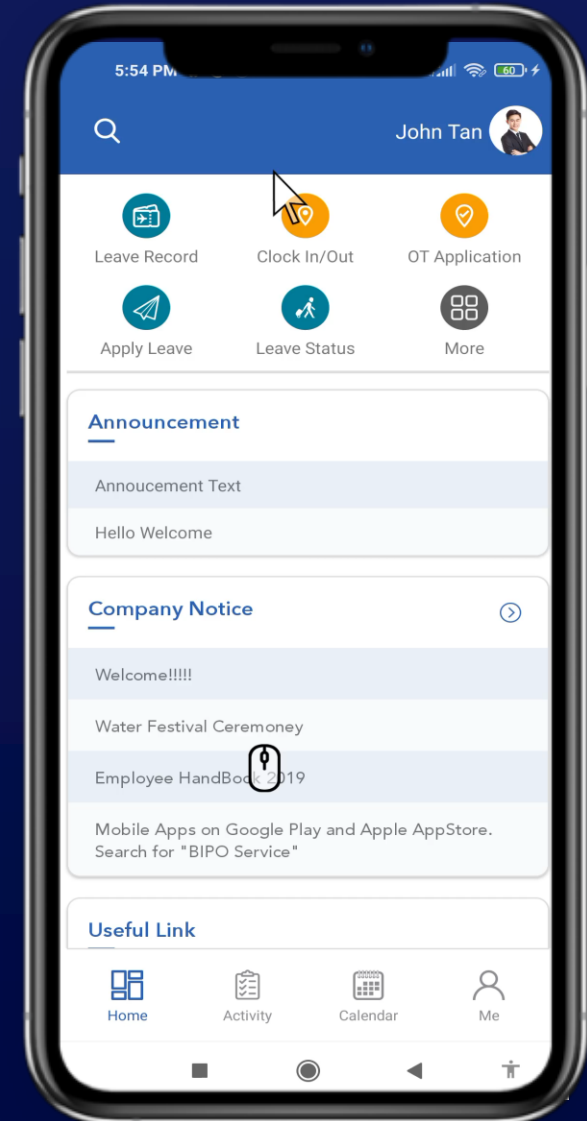 5:54 PM
60
John Tan
Leave Record
Clock In/Out
OT Application
Apply Leave
Leave Status
More
Announcement
Annoucement Text
Hello Welcome
Company Notice
Welcome!!!!!
Water Festival Ceremoney
Employee HandBook 2019
Mobile Apps on Google Play and Apple AppStore.
Search for "BIPO Service"
Useful Link
Home
Activity
Calendar
Me